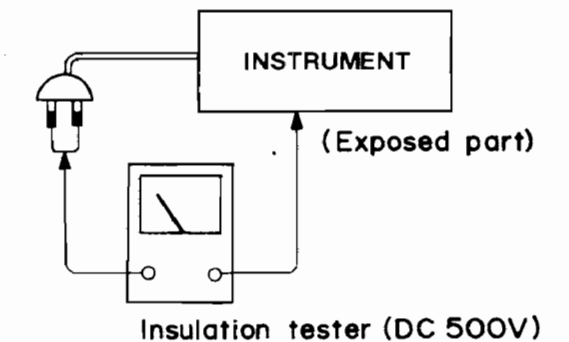 INSTRUMENT
(Exposed part)
Insulation tester (DC 500V)